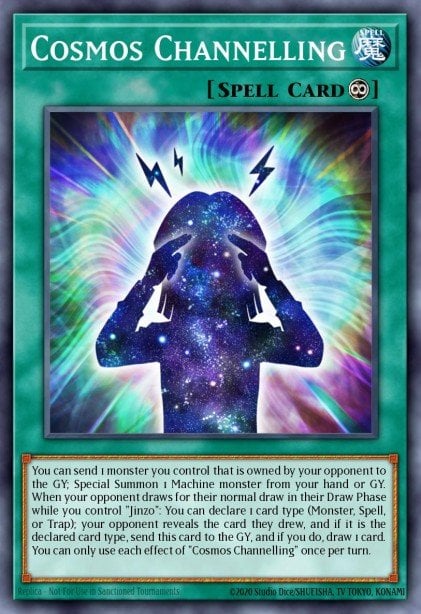 COSMOS CHANNELLING
SPELL
魔
[SPELL CARD ]
You can send 1 monster you control that is owned by your opponent
to the GY; Special Summon 1 Machine monster from your hand or GY.
When your opponent draws for their normal draw in their Draw Phase
while you control "Jinzo": You can declare 1 card type (Monster, Spell,
or Trap); your opponent reveals the card they drew, and if it is the
declared card type, send this card to the GY, and if you do, draw 1 card.
You can only use each effect of "Cosmos Channelling" once per turn.
Replica - Not For Use in Sanctioned Tournaments
©2020 Studio Dice/SHUEISHA, TV TOKYO, KONAMI